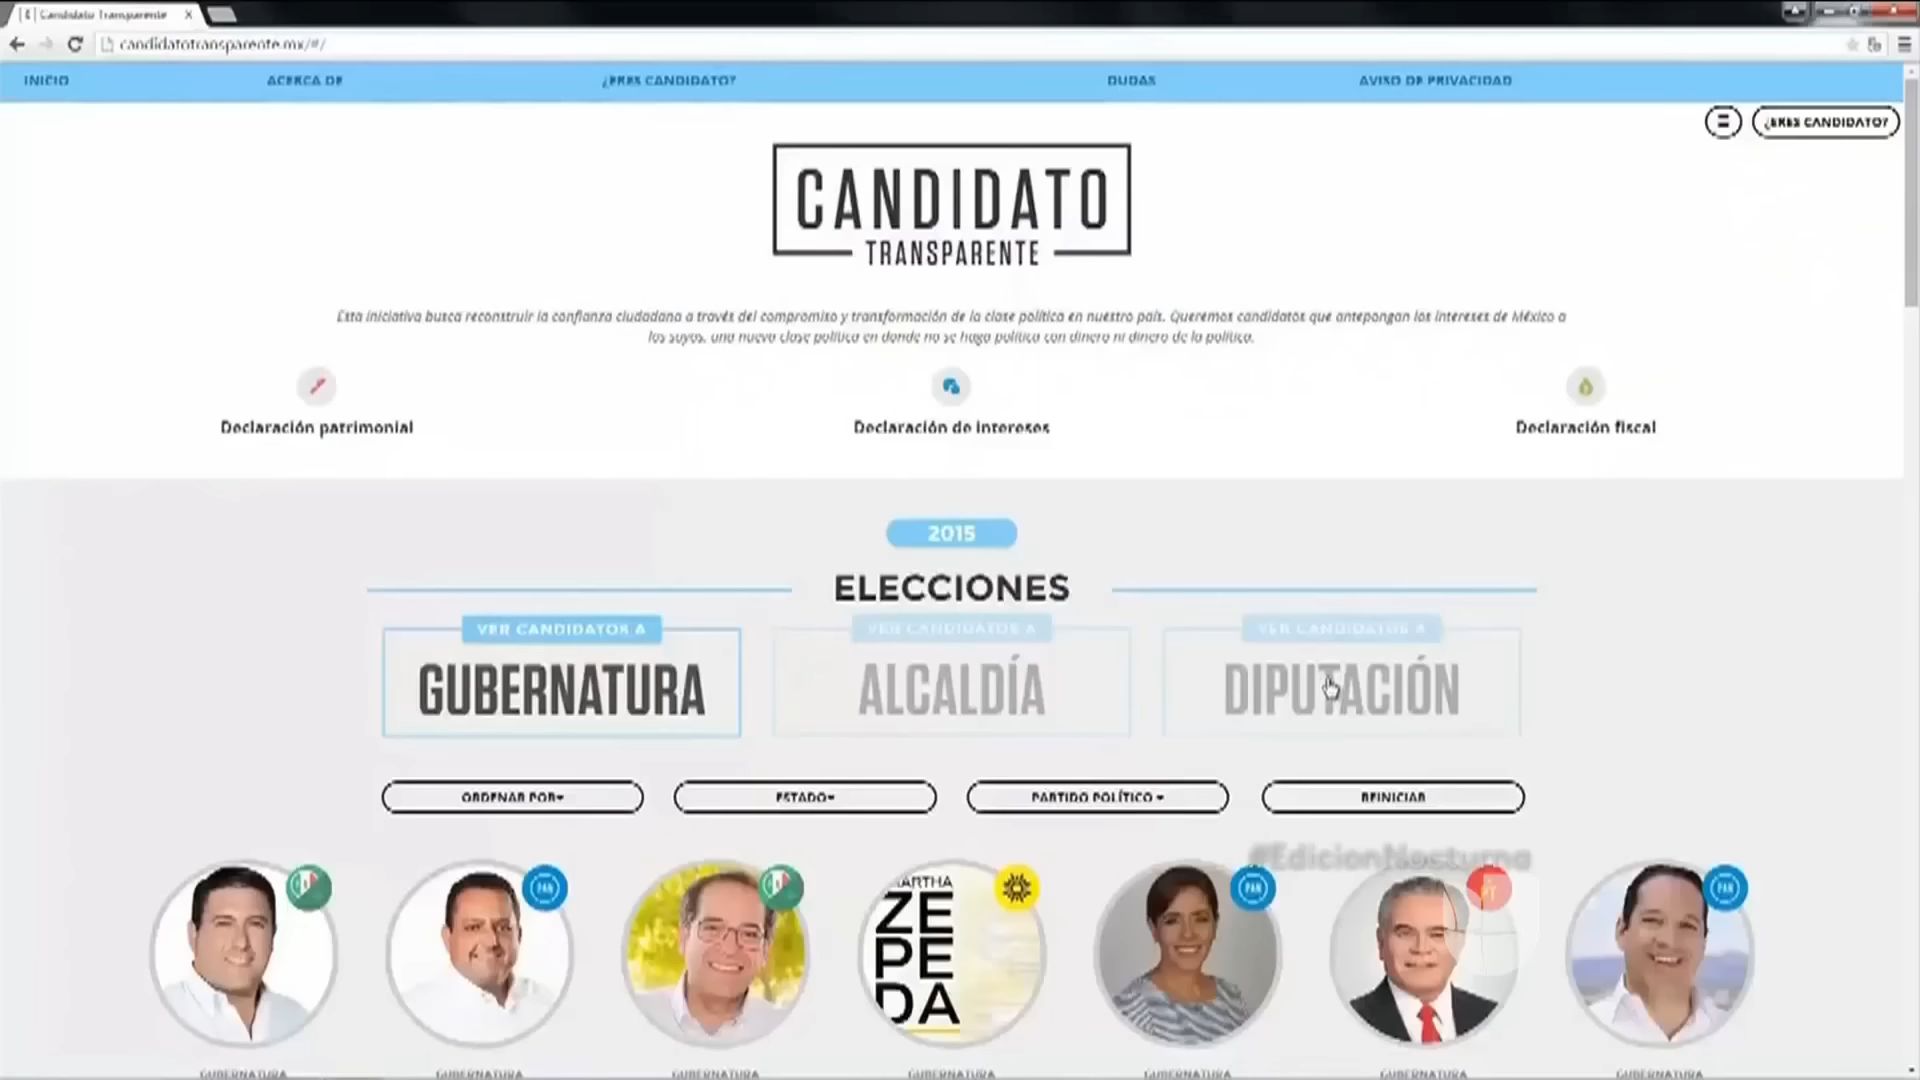 Candidato Transparente
candidatotransparente.mx/#/
INICIO
ACERCA DE
¿ERES CANDIDATO?
DUDAS
AVISO DE PRIVACIDAD
¿ERES CANDIDATO?
CANDIDATO
TRANSPARENTE
Esta iniciativa busca reconstruir la confianza ciudadana a través del compromiso y transformación de la clase política en nuestro país. Queremos candidatos que antepongan los intereses de México a
los suyos, una nueva clase política en donde no se haga política con dinero ni dinero de la política.
Declaración patrimonial
Declaración de intereses
Declaración fiscal
2015
ELECCIONES
VER CANDIDATOS A
GUBERNATURA
VER CANDIDATOS A
ALCALDÍA
VER CANDIDATOS A
DIPUTACIÓN
ORDENAR POR
ESTADO
PARTIDO POLÍTICO
REINICIAR
#EdicionNocturna
PAN
MARTHA
ZE
PE
DA
PAN
PT
PAN
GUBERNATURA
GUBERNATURA
GUBERNATURA
GUBERNATURA
GUBERNATURA
GUBERNATURA
GUBERNATURA